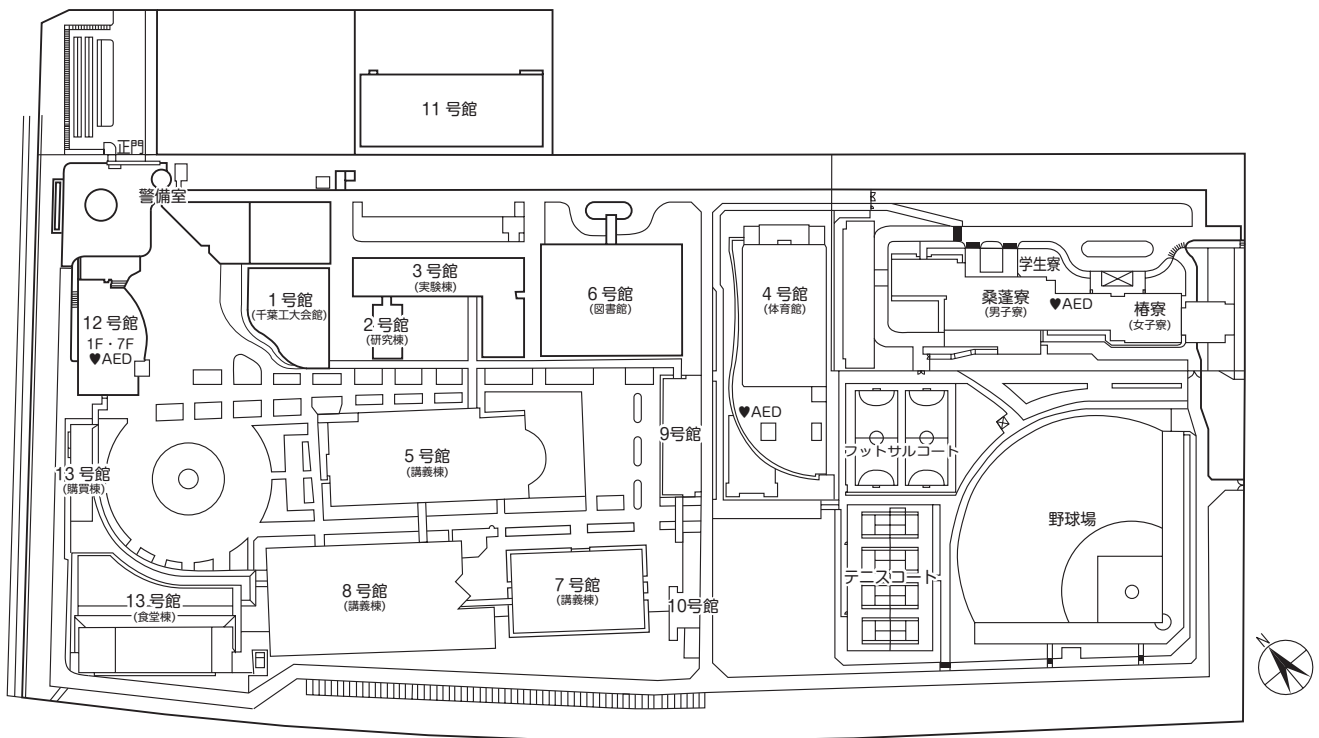 11 号館
正門
警備室
3 号館
(実験棟)
6 号館
(図書館)
4 号館
(体育館)
学生寮
桑蓬寮
(男子寮)
♥AED
椿寮
(女子寮)
1 号館
(千葉工大会館)
2 号館
(研究棟)
12 号館
1F・7F
♥AED
♥AED
9号館
5 号館
(講義棟)
フットサルコート
13 号館
(購買棟)
野球場
テニスコート
8 号館
(講義棟)
7 号館
(講義棟)
10号館
13 号館
(食堂棟)
N